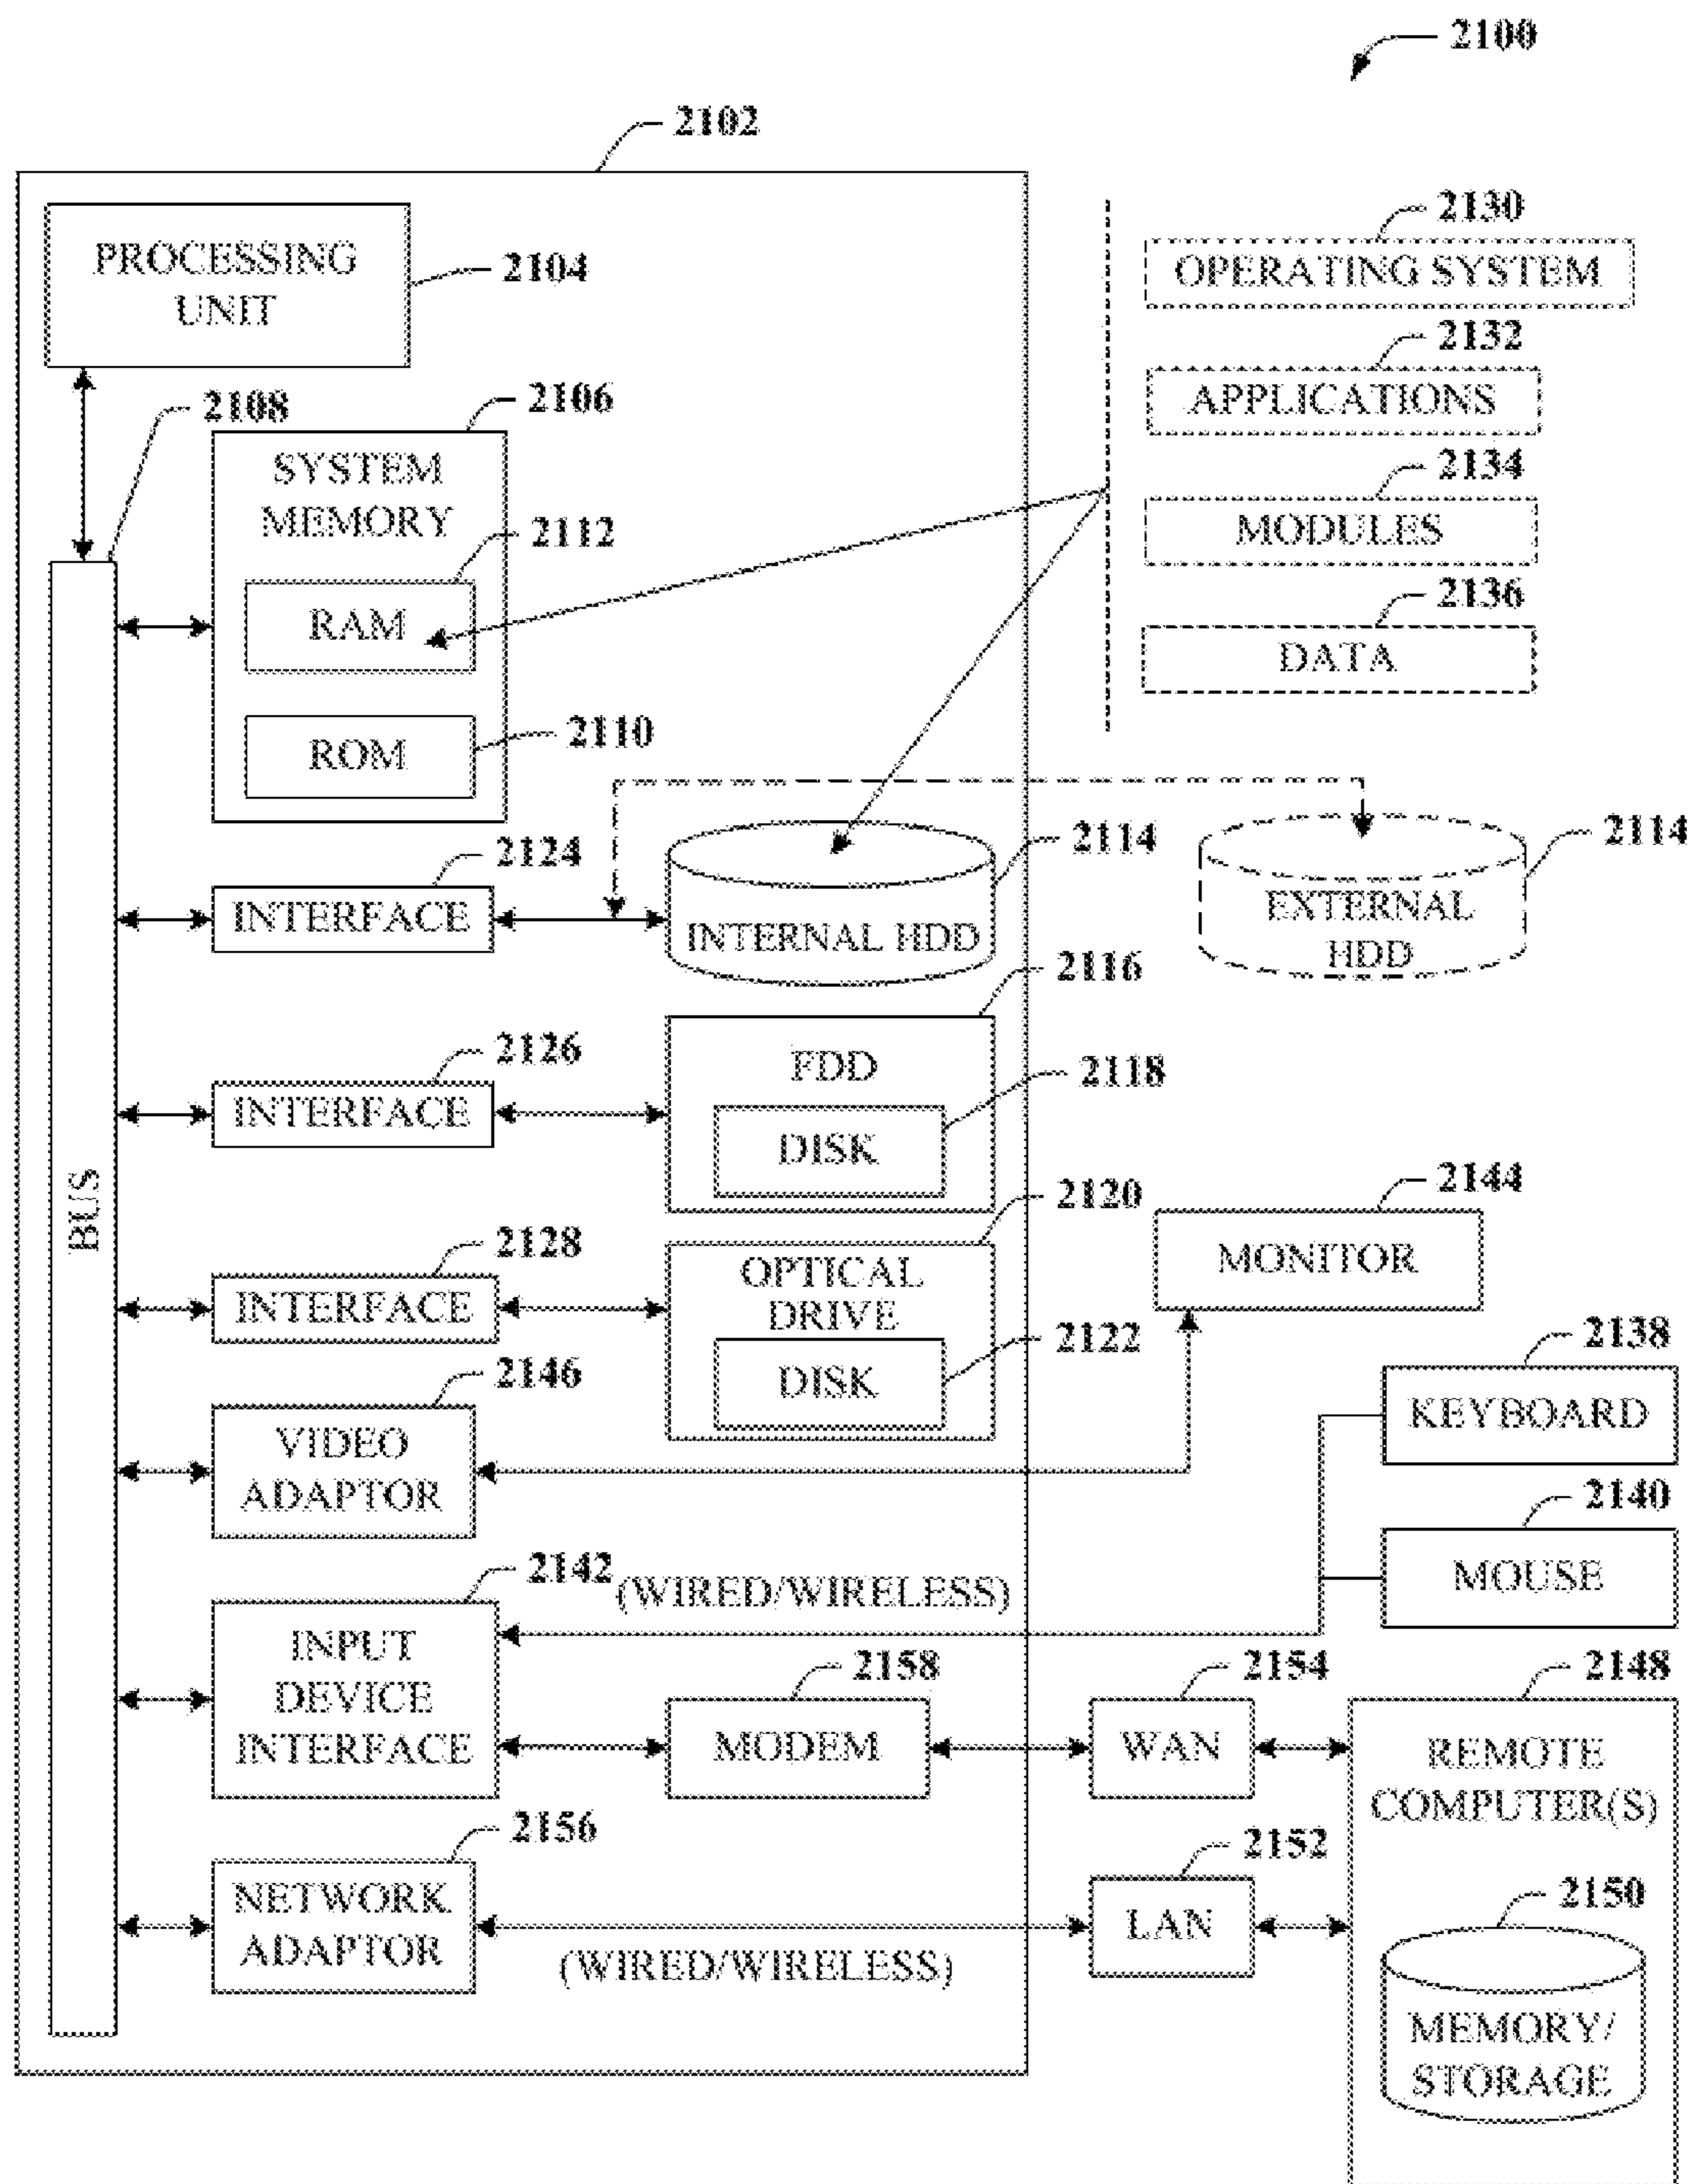 2100
2102
PROCESSING
UNIT
2104
2130
OPERATING SYSTEM
2132
APPLICATIONS
2134
MODULES
2136
DATA
2108
2106
SYSTEM
MEMORY
2112
RAM
2110
ROM
BUS
2124
INTERFACE
2114
INTERNAL HDD
2114
EXTERNAL
HDD
2126
INTERFACE
2116
FDD
2118
DISK
2128
INTERFACE
2120
OPTICAL
DRIVE
2122
DISK
2144
MONITOR
2146
VIDEO
ADAPTOR
2138
KEYBOARD
2140
MOUSE
2142
(WIRED/WIRELESS)
INPUT
DEVICE
INTERFACE
2158
MODEM
2154
WAN
2148
REMOTE
COMPUTER(S)
2156
NETWORK
ADAPTOR
(WIRED/WIRELESS)
2152
LAN
2150
MEMORY/
STORAGE